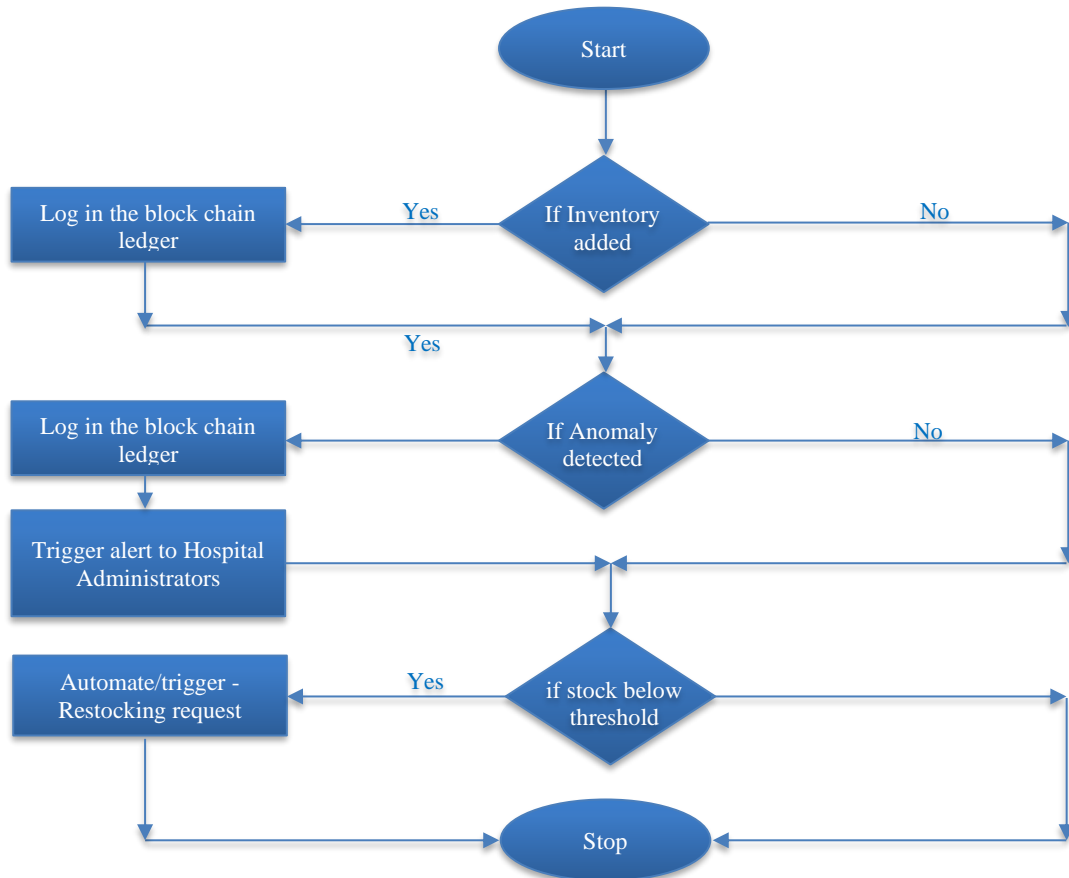 Start
If Inventory
added
Yes
No
Log in the block chain
ledger
Yes
If Anomaly
detected
No
Log in the block chain
ledger
Trigger alert to Hospital
Administrators
if stock below
threshold
Yes
Automate/trigger -
Restocking request
Stop